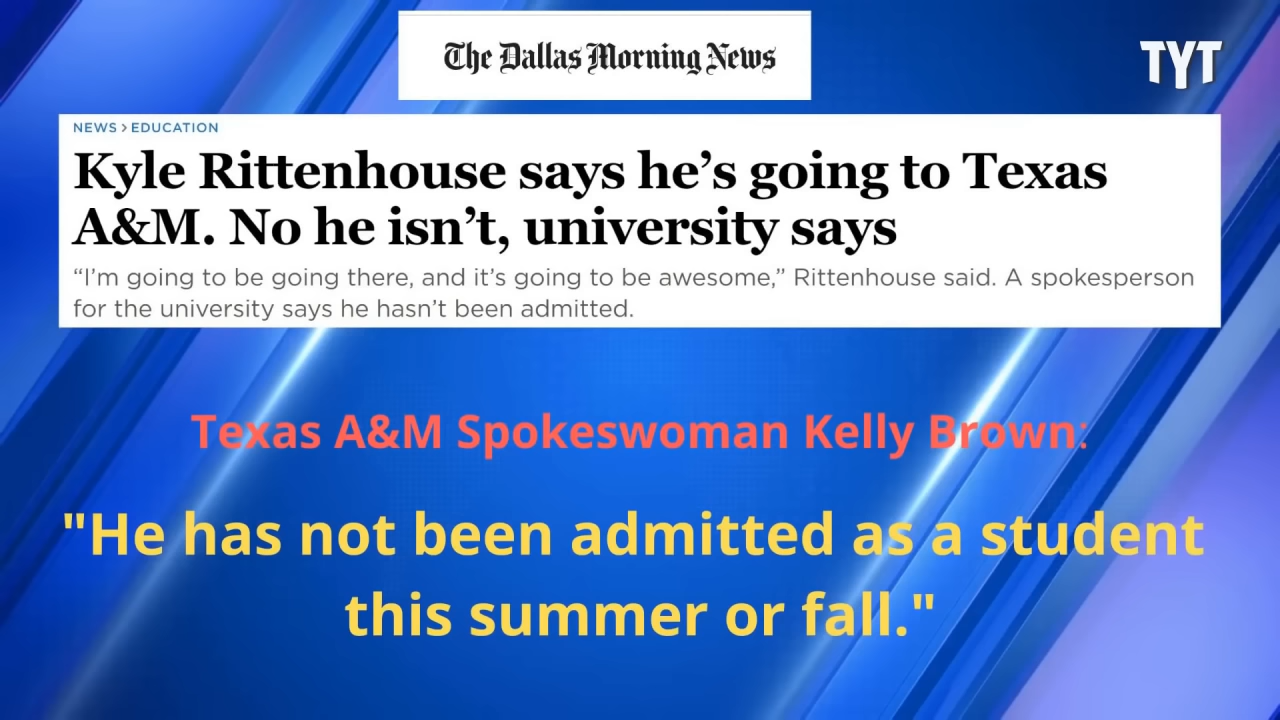 The Dallas Morning News
TYT
NEWS > EDUCATION
Kyle Rittenhouse says he’s going to Texas
A&M. No he isn’t, university says
“I’m going to be going there, and it’s going to be awesome,” Rittenhouse said. A spokesperson
for the university says he hasn’t been admitted.
Texas A&M Spokeswoman Kelly Brown:
"He has not been admitted as a student
this summer or fall."